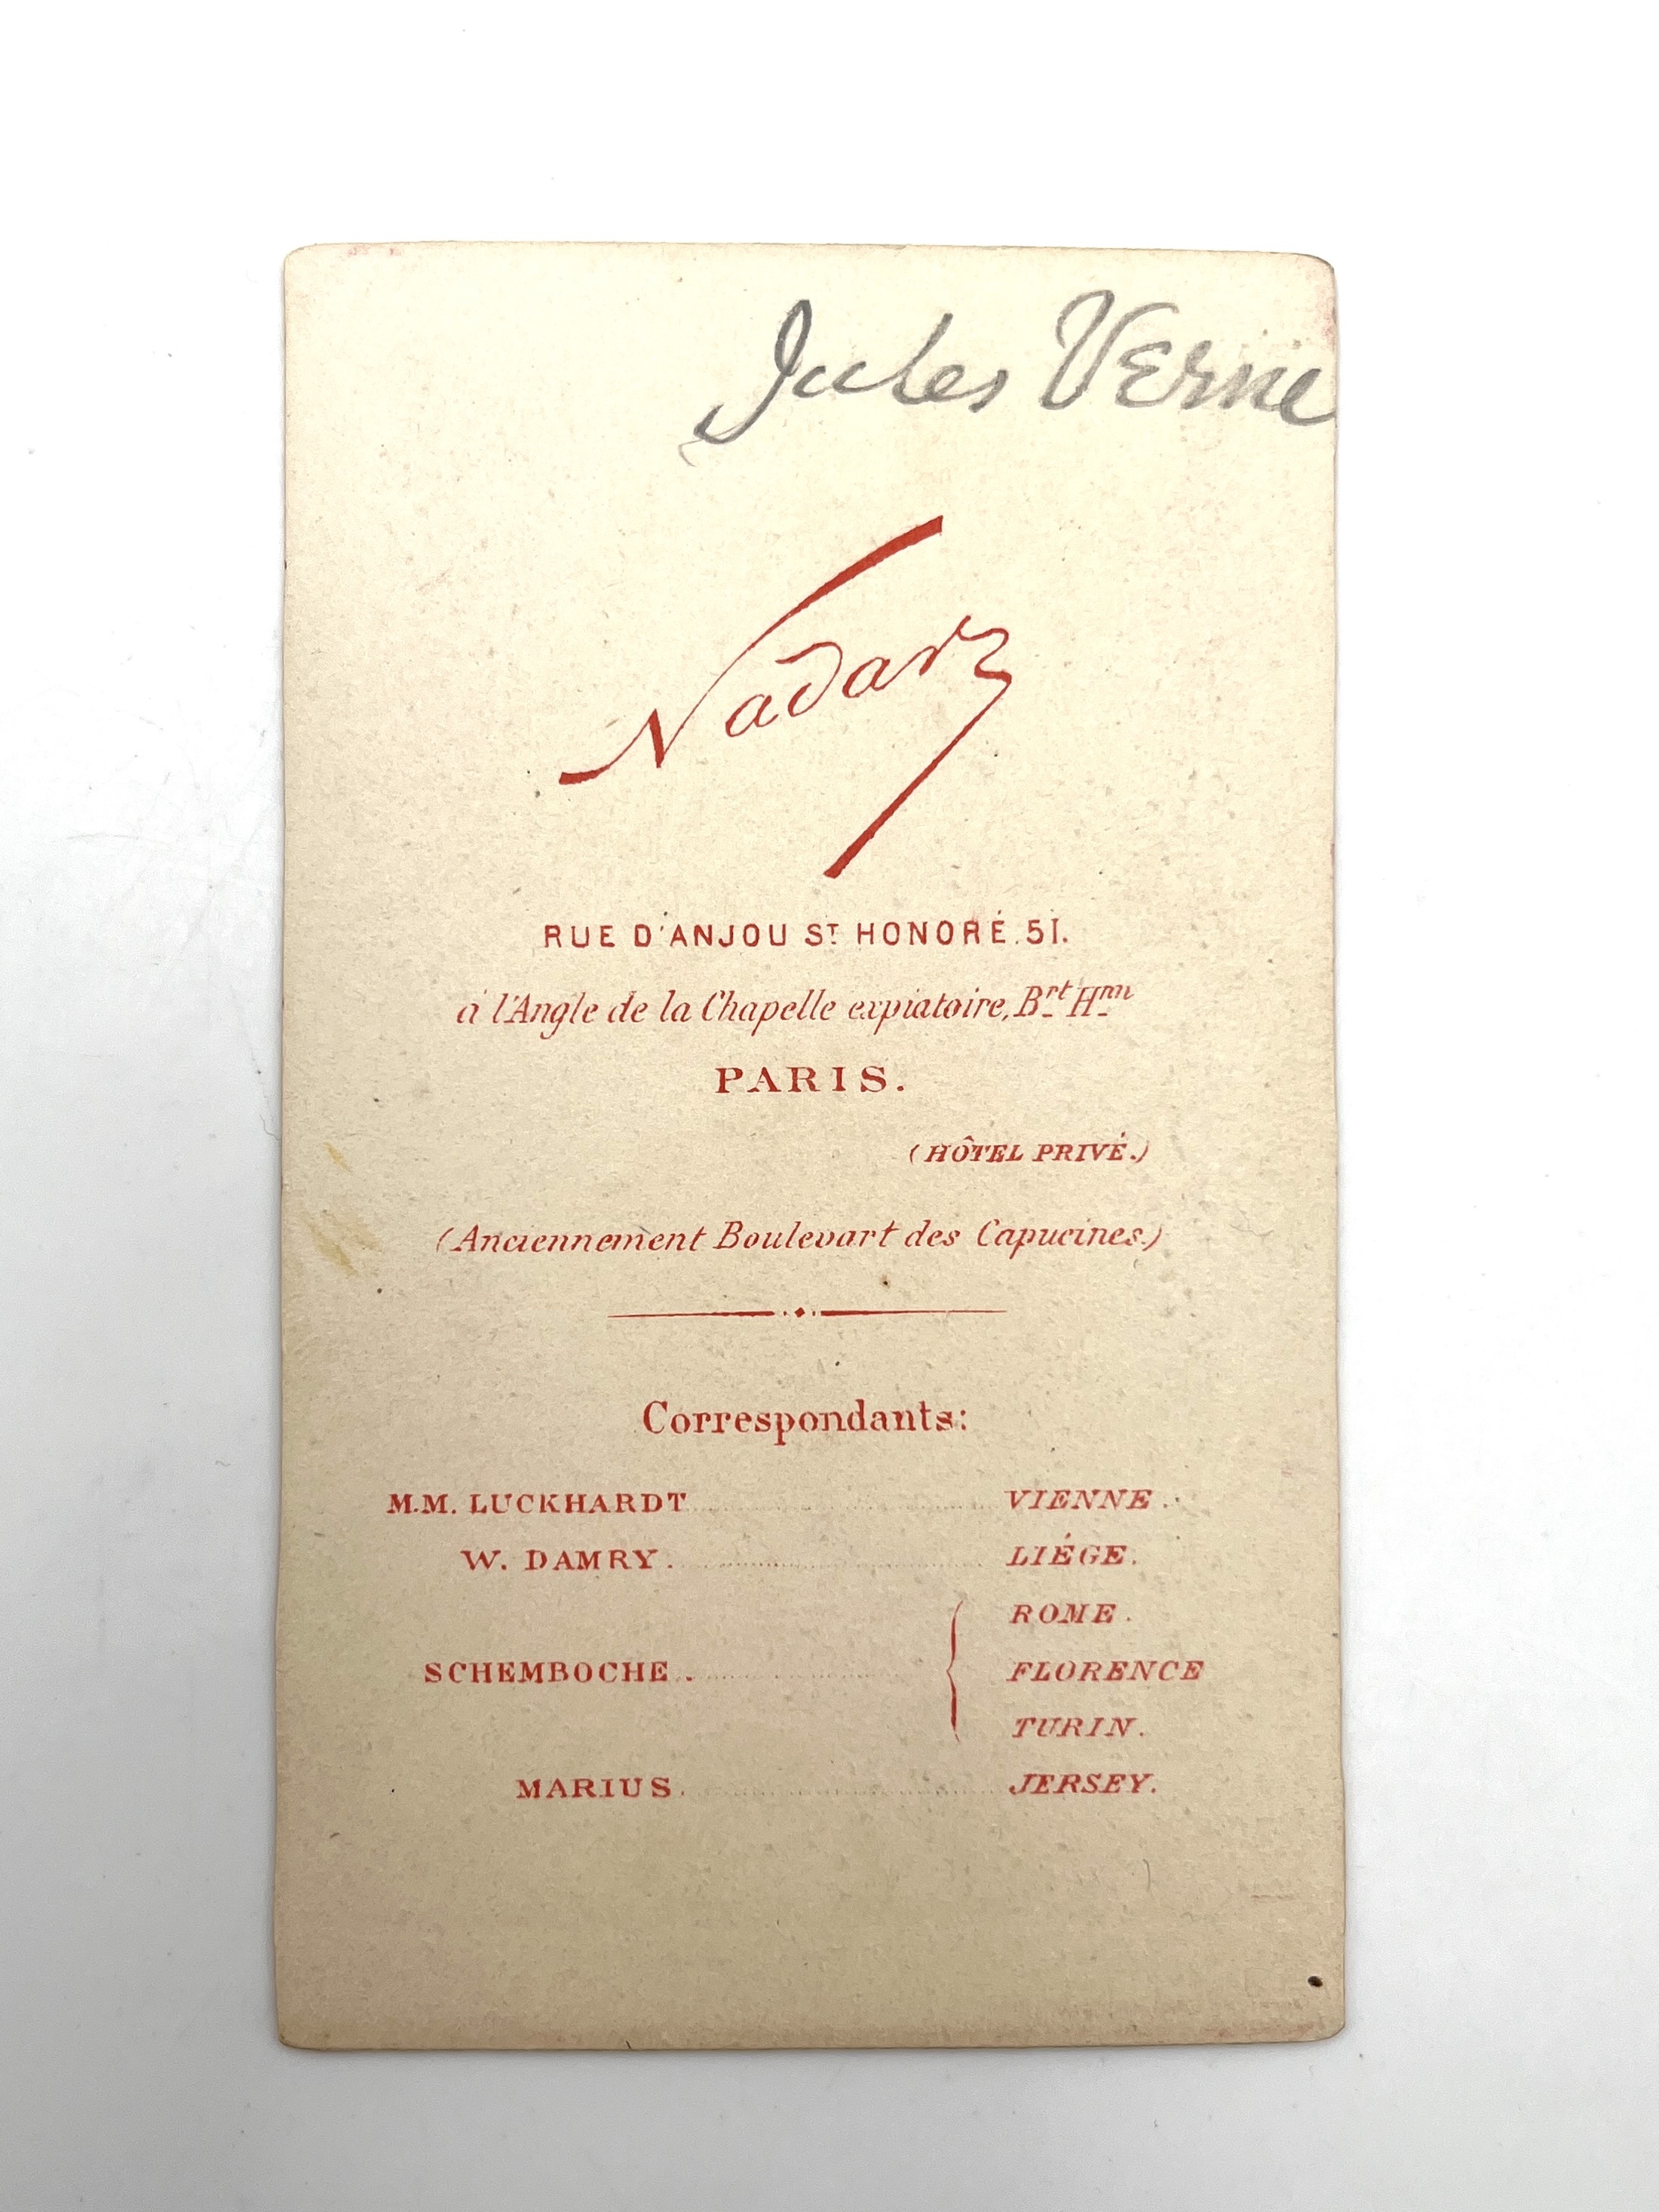 Jules Verne
Nadar
RUE D'ANJOU ST HONORÉ. 51.
à l'Angle de la Chapelle expiatoire, Brt Hnn
PARIS.
(HÔTEL PRIVÉ.)
(Anciennement Boulevart des Capucines.)
Correspondants:
M.M. LUCKHARDT VIENNE.
W. DAMRY. LIÉGE.
ROME.
SCHEMBOCHE. FLORENCE
TURIN.
MARIUS. JERSEY.